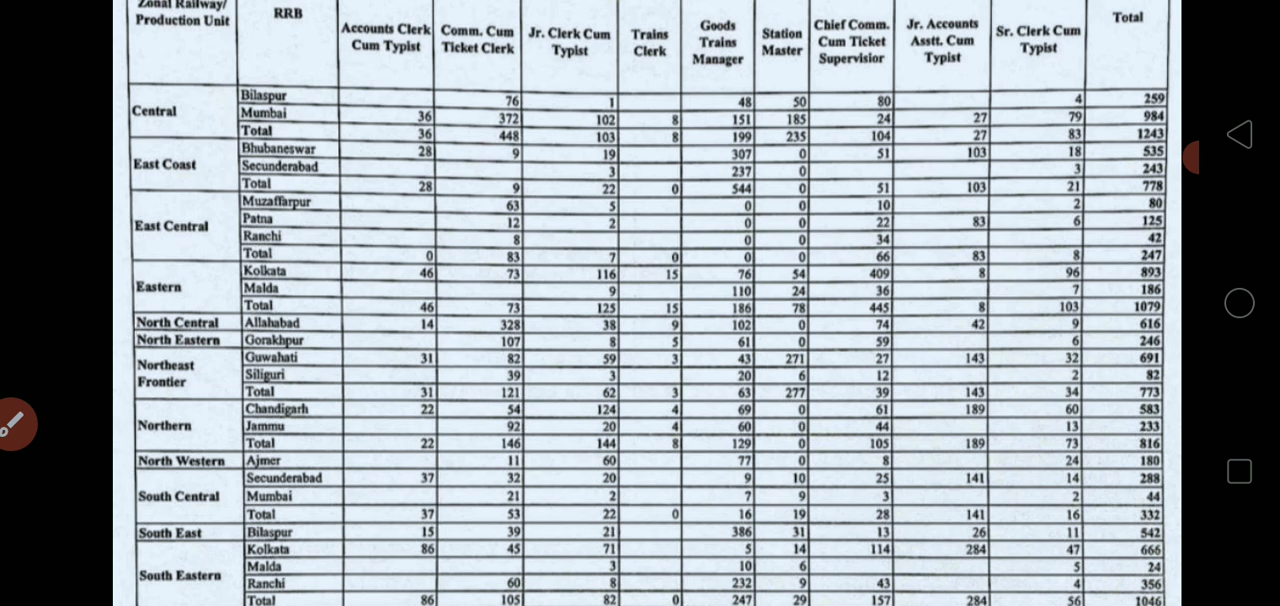 Zonal Railway/ Production Unit | RRB | Accounts Clerk Cum Typist | Comm. Cum Ticket Clerk | Jr. Clerk Cum Typist | Trains Clerk | Goods Trains Manager | Station Master | Chief Comm. Cum Ticket Supervisior | Jr. Accounts Asstt. Cum Typist | Sr. Clerk Cum Typist | Total
Central | Bilaspur | | 76 | 1 | | 48 | 50 | 80 | | 4 | 259
Mumbai | 36 | 372 | 102 | 8 | 151 | 185 | 24 | 27 | 79 | 984
Total | 36 | 448 | 103 | 8 | 199 | 235 | 104 | 27 | 83 | 1243
East Coast | Bhubaneswar | 28 | 9 | 19 | | 307 | 0 | 51 | 103 | 18 | 535
Secunderabad | | | 3 | | 237 | 0 | | | 3 | 243
Total | 28 | 9 | 22 | 0 | 544 | 0 | 51 | 103 | 21 | 778
East Central | Muzaffarpur | | 63 | 5 | | 0 | 0 | 10 | | 2 | 80
Patna | | 12 | 2 | | 0 | 0 | 22 | 83 | 6 | 125
Ranchi | | 8 | | | 0 | 0 | 34 | | | 42
Total | 0 | 83 | 7 | 0 | 0 | 0 | 66 | 83 | 8 | 247
Eastern | Kolkata | 46 | 73 | 116 | 15 | 76 | 54 | 409 | 8 | 96 | 893
Malda | | | 9 | | 110 | 24 | 36 | | 7 | 186
Total | 46 | 73 | 125 | 15 | 186 | 78 | 445 | 8 | 103 | 1079
North Central | Allahabad | 14 | 328 | 38 | 9 | 102 | 0 | 74 | 42 | 9 | 616
North Eastern | Gorakhpur | | 107 | 8 | 5 | 61 | 0 | 59 | | 6 | 246
Northeast Frontier | Guwahati | 31 | 82 | 59 | 3 | 43 | 271 | 27 | 143 | 32 | 691
Siliguri | | 39 | 3 | | 20 | 6 | 12 | | 2 | 82
Total | 31 | 121 | 62 | 3 | 63 | 277 | 39 | 143 | 34 | 773
Northern | Chandigarh | 22 | 54 | 124 | 4 | 69 | 0 | 61 | 189 | 60 | 583
Jammu | | 92 | 20 | 4 | 60 | 0 | 44 | | 13 | 233
Total | 22 | 146 | 144 | 8 | 129 | 0 | 105 | 189 | 73 | 816
North Western | Ajmer | | 11 | 60 | | 77 | 0 | 8 | | 24 | 180
South Central | Secunderabad | 37 | 32 | 20 | | 9 | 10 | 25 | 141 | 14 | 288
Mumbai | | 21 | 2 | | 7 | 9 | 3 | | 2 | 44
Total | 37 | 53 | 22 | 0 | 16 | 19 | 28 | 141 | 16 | 332
South East | Bilaspur | 15 | 39 | 21 | | 386 | 31 | 13 | 26 | 11 | 542
South Eastern | Kolkata | 86 | 45 | 71 | | 5 | 14 | 114 | 284 | 47 | 666
Malda | | | 3 | | 10 | 6 | | | 5 | 24
Ranchi | | 60 | 8 | | 232 | 9 | 43 | | 4 | 356
Total | 86 | 105 | 82 | 0 | 247 | 29 | 157 | 284 | 56 | 1046